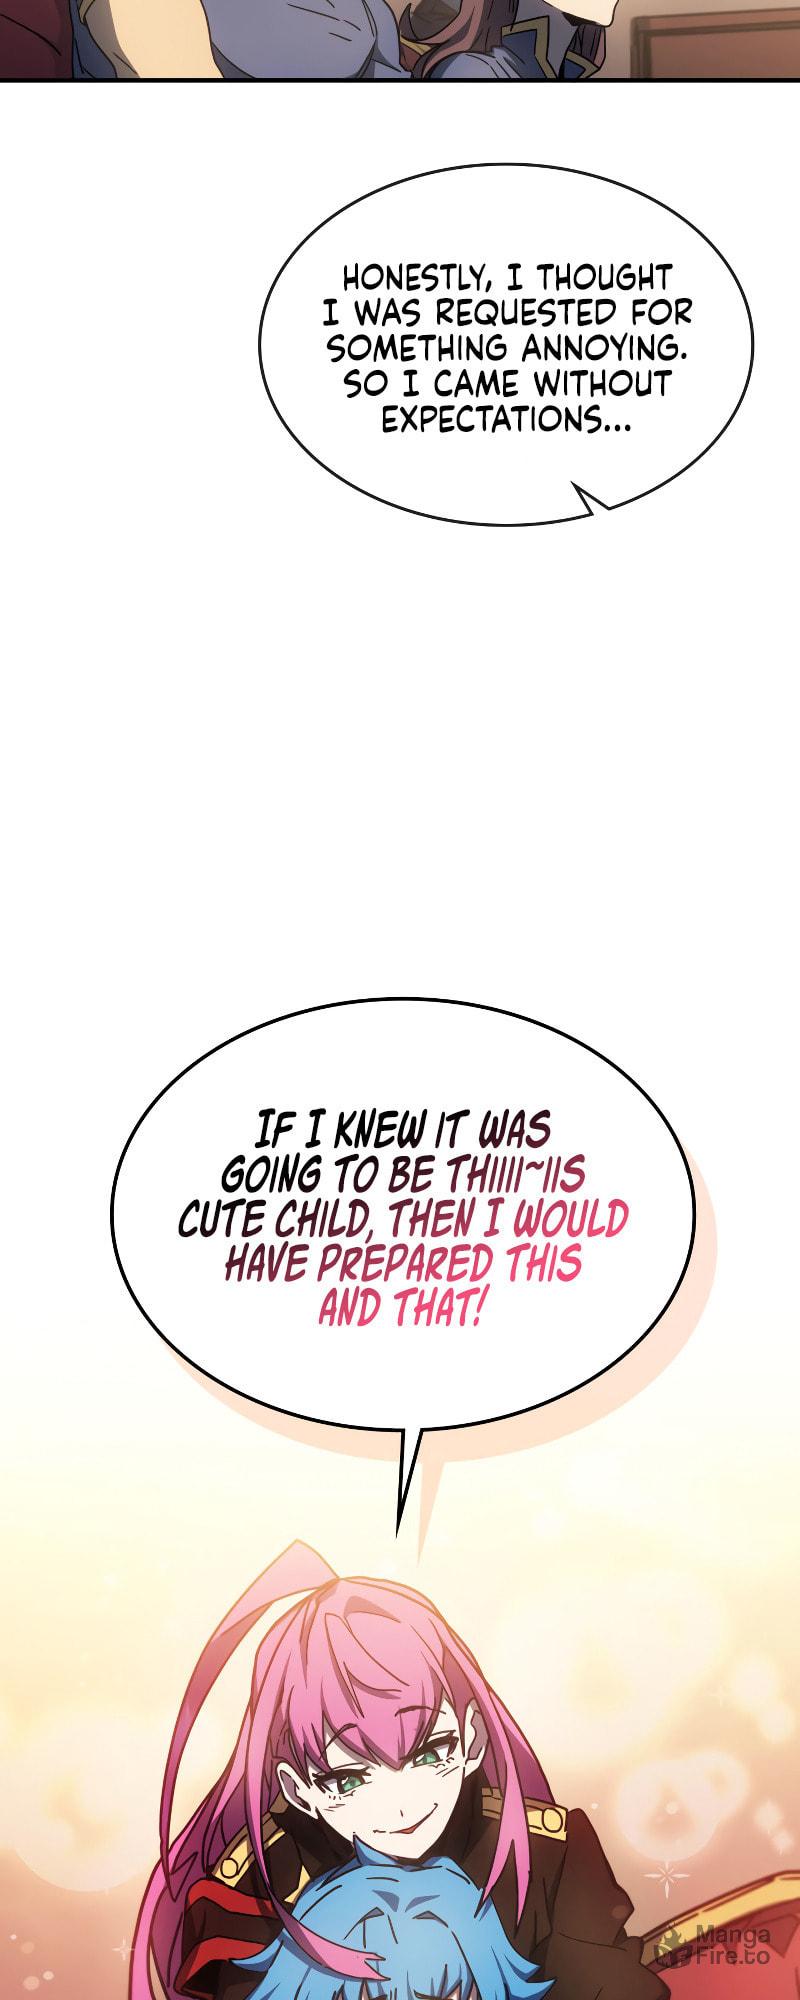 HONESTLY, I THOUGHT
I WAS REQUESTED FOR
SOMETHING ANNOYING.
SO I CAME WITHOUT
EXPECTATIONS...
IF I KNEW IT WAS
GOING TO BE THIIII~IIS
CUTE CHILD, THEN I WOULD
HAVE PREPARED THIS
AND THAT!
Manga
Fire.to